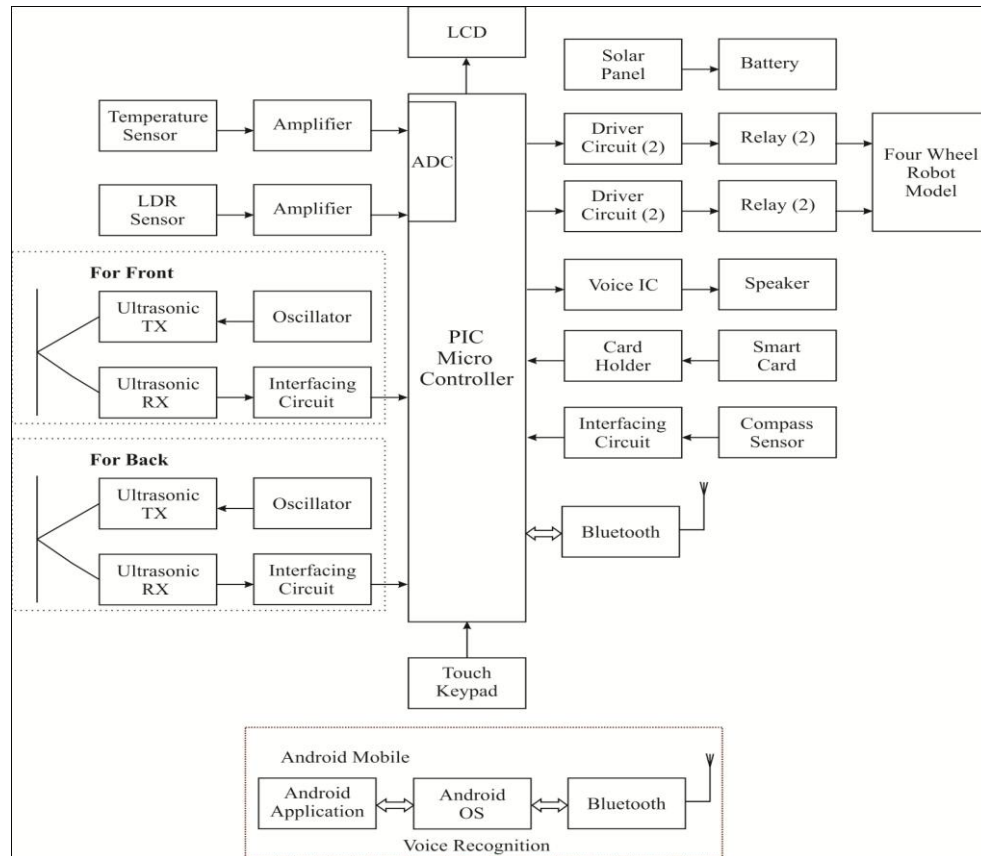 LCD
Solar
Panel
Battery
Temperature
Sensor
Amplifier
ADC
Driver
Circuit (2)
Relay (2)
Four Wheel
Robot
Model
LDR
Sensor
Amplifier
Driver
Circuit (2)
Relay (2)
For Front
Ultrasonic
TX
Oscillator
Ultrasonic
RX
Interfacing
Circuit
PIC
Micro
Controller
Voice IC
Speaker
Card
Holder
Smart
Card
Interfacing
Circuit
Compass
Sensor
For Back
Ultrasonic
TX
Oscillator
Ultrasonic
RX
Interfacing
Circuit
Bluetooth
Touch
Keypad
Android Mobile
Android
Application
Android
OS
Bluetooth
Voice Recognition